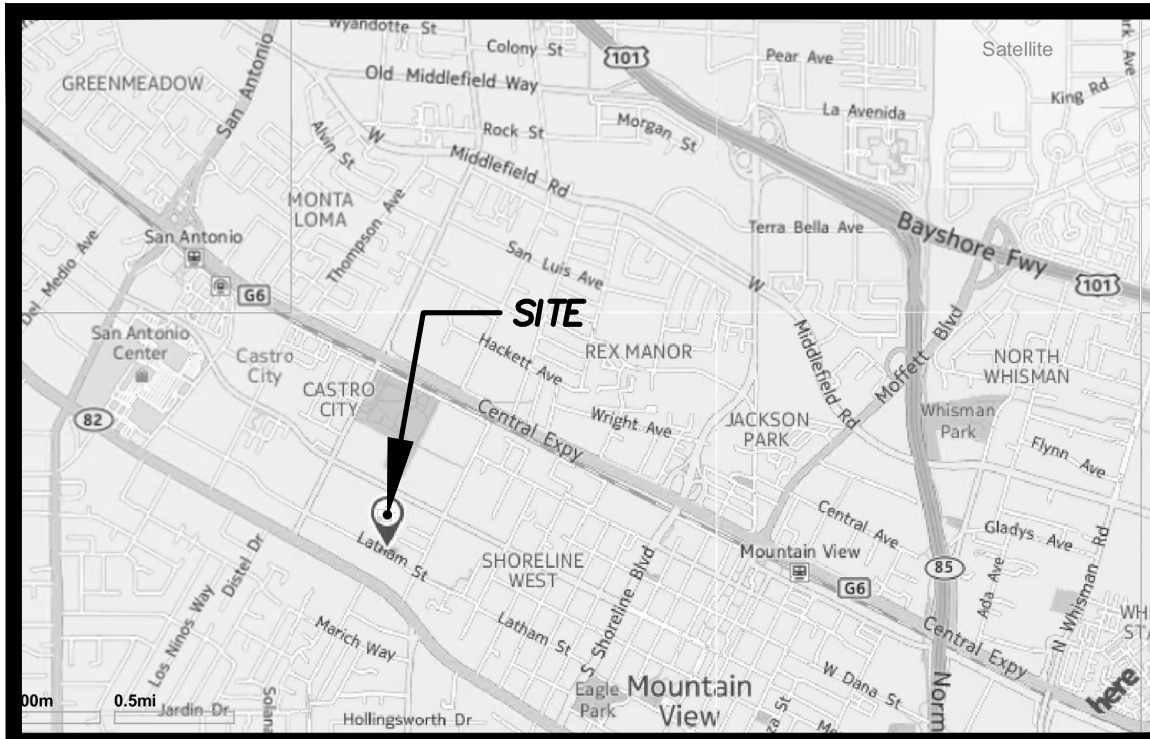 Wyandotte St
Colony St
101
Pear Ave
Satellite
GREENMEADOW
San Antonio
Old Middlefield Way
King Rd
La Avenida
Alvin St
W
Rock St
Morgan St
Middlefield Rd
MONTA
LOMA
Thompson Ave
San Antonio
Terra Bella Ave
Bayshore Fwy
Del Medio Ave
San Luis Ave
G6
W
101
SITE
San Antonio
Center
Castro
City
Hackett Ave
REX MANOR
Middlefield Rd
Moffett Blvd
NORTH
WHISMAN
CASTRO
CITY
82
Central Expy
Wright Ave
JACKSON
PARK
Whisman
Park
Flynn Ave
Latham St
Distel Dr
SHORELINE
WEST
Central Ave
Gladys Ave
Mountain View
G6
85
Ada Ave
N Whisman Rd
Los Ninos Way
Marich Way
Latham St
S Shoreline Blvd
Central Expy
W Dana St
00m
0.5mi
Jardin Dr
Hollingsworth Dr
Eagle
Park
Mountain
View
Norm
here